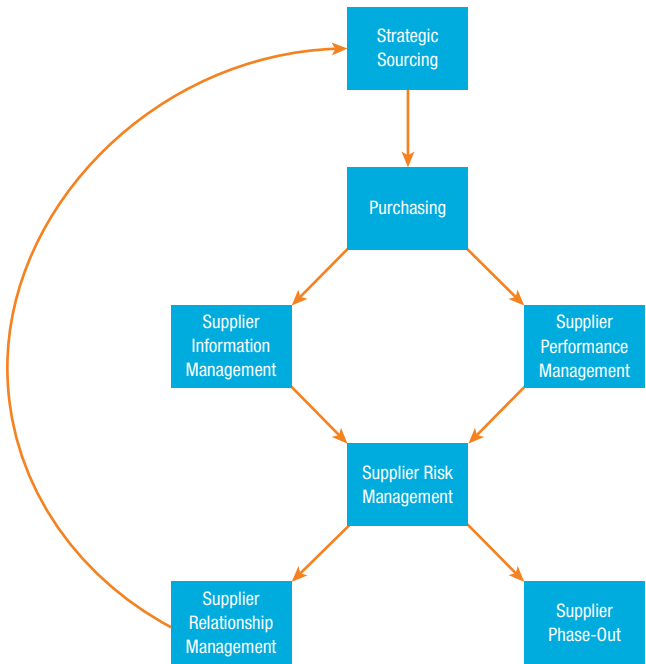 Strategic
Sourcing
Purchasing
Supplier
Information
Management
Supplier
Performance
Management
Supplier Risk
Management
Supplier
Relationship
Management
Supplier
Phase-Out